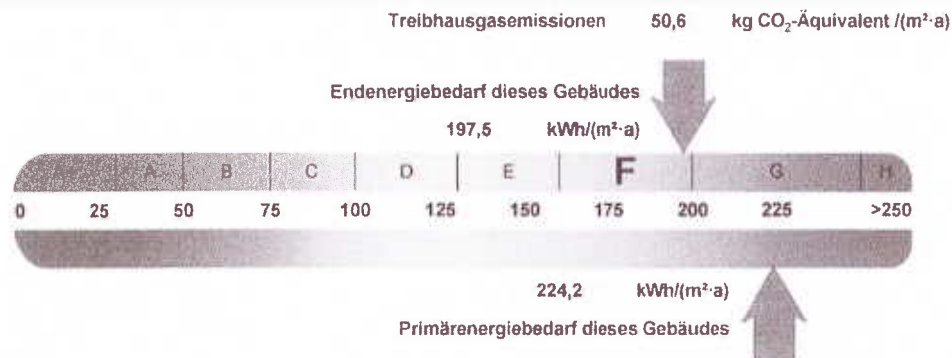 Treibhausgasemissionen 50,6 kg CO₂-Äquivalent /(m²·a)
Endenergiebedarf dieses Gebäudes
197,5 kWh/(m²·a)
A+ A B C D E F G H
0 25 50 75 100 125 150 175 200 225 >250
224,2 kWh/(m²·a)
Primärenergiebedarf dieses Gebäudes